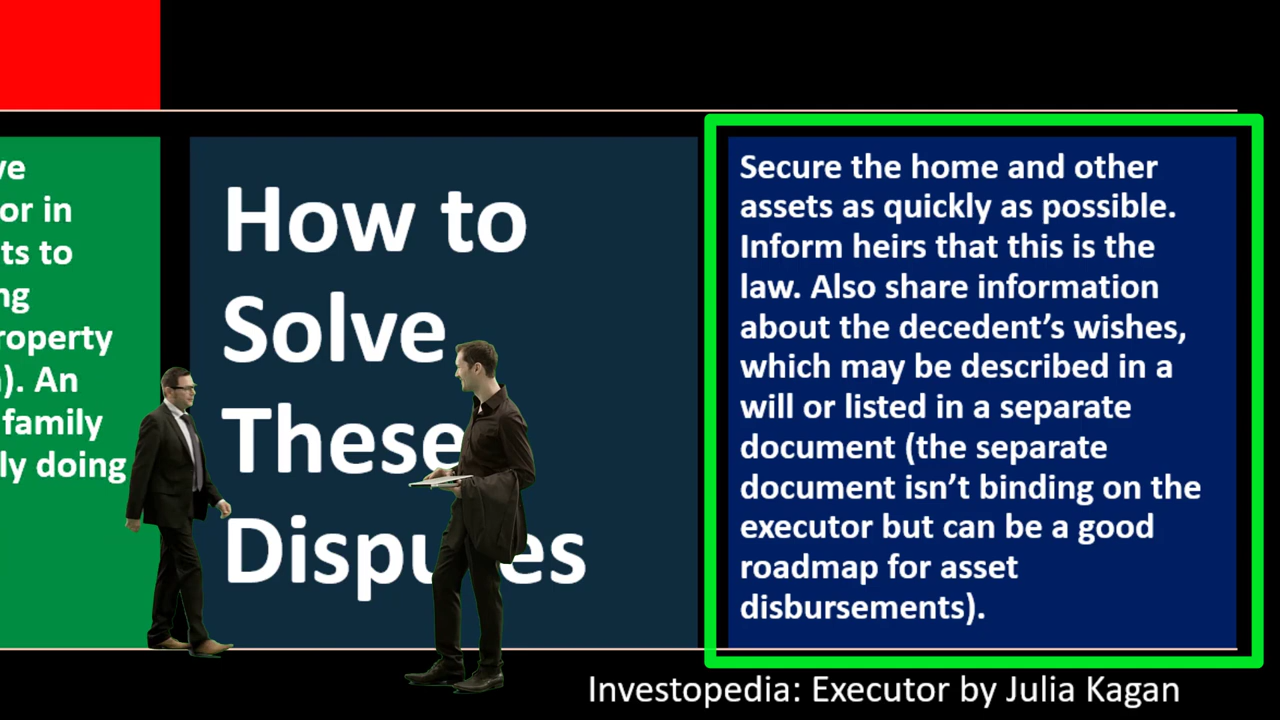 ve
or in
ts to
ng
roperty
). An
family
ly doing
How to
Solve
These
Disputes
Secure the home and other
assets as quickly as possible.
Inform heirs that this is the
law. Also share information
about the decedent’s wishes,
which may be described in a
will or listed in a separate
document (the separate
document isn’t binding on the
executor but can be a good
roadmap for asset
disbursements).
Investopedia: Executor by Julia Kagan